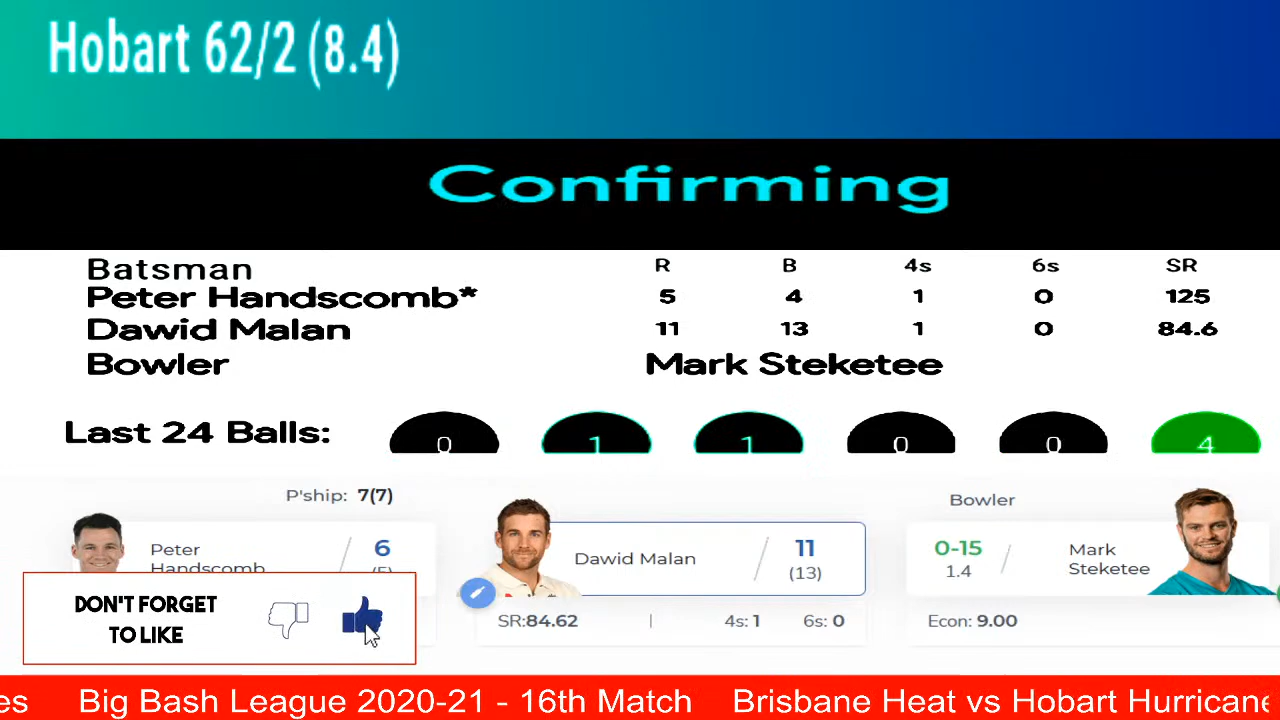 Hobart 62/2 (8.4)
Confirming
Batsman R B 4s 6s SR
Peter Handscomb* 5 4 1 0 125
Dawid Malan 11 13 1 0 84.6
Bowler Mark Steketee
Last 24 Balls: 0 1 1 0 0 4
P'ship: 7(7)
Bowler
Peter
Handscomb
6
Dawid Malan
11
(13)
0-15
1.4
Mark
Steketee
SR:84.62 4s: 1 6s: 0
Econ: 9.00
DON'T FORGET
TO LIKE
es Big Bash League 2020-21 - 16th Match Brisbane Heat vs Hobart Hurricane